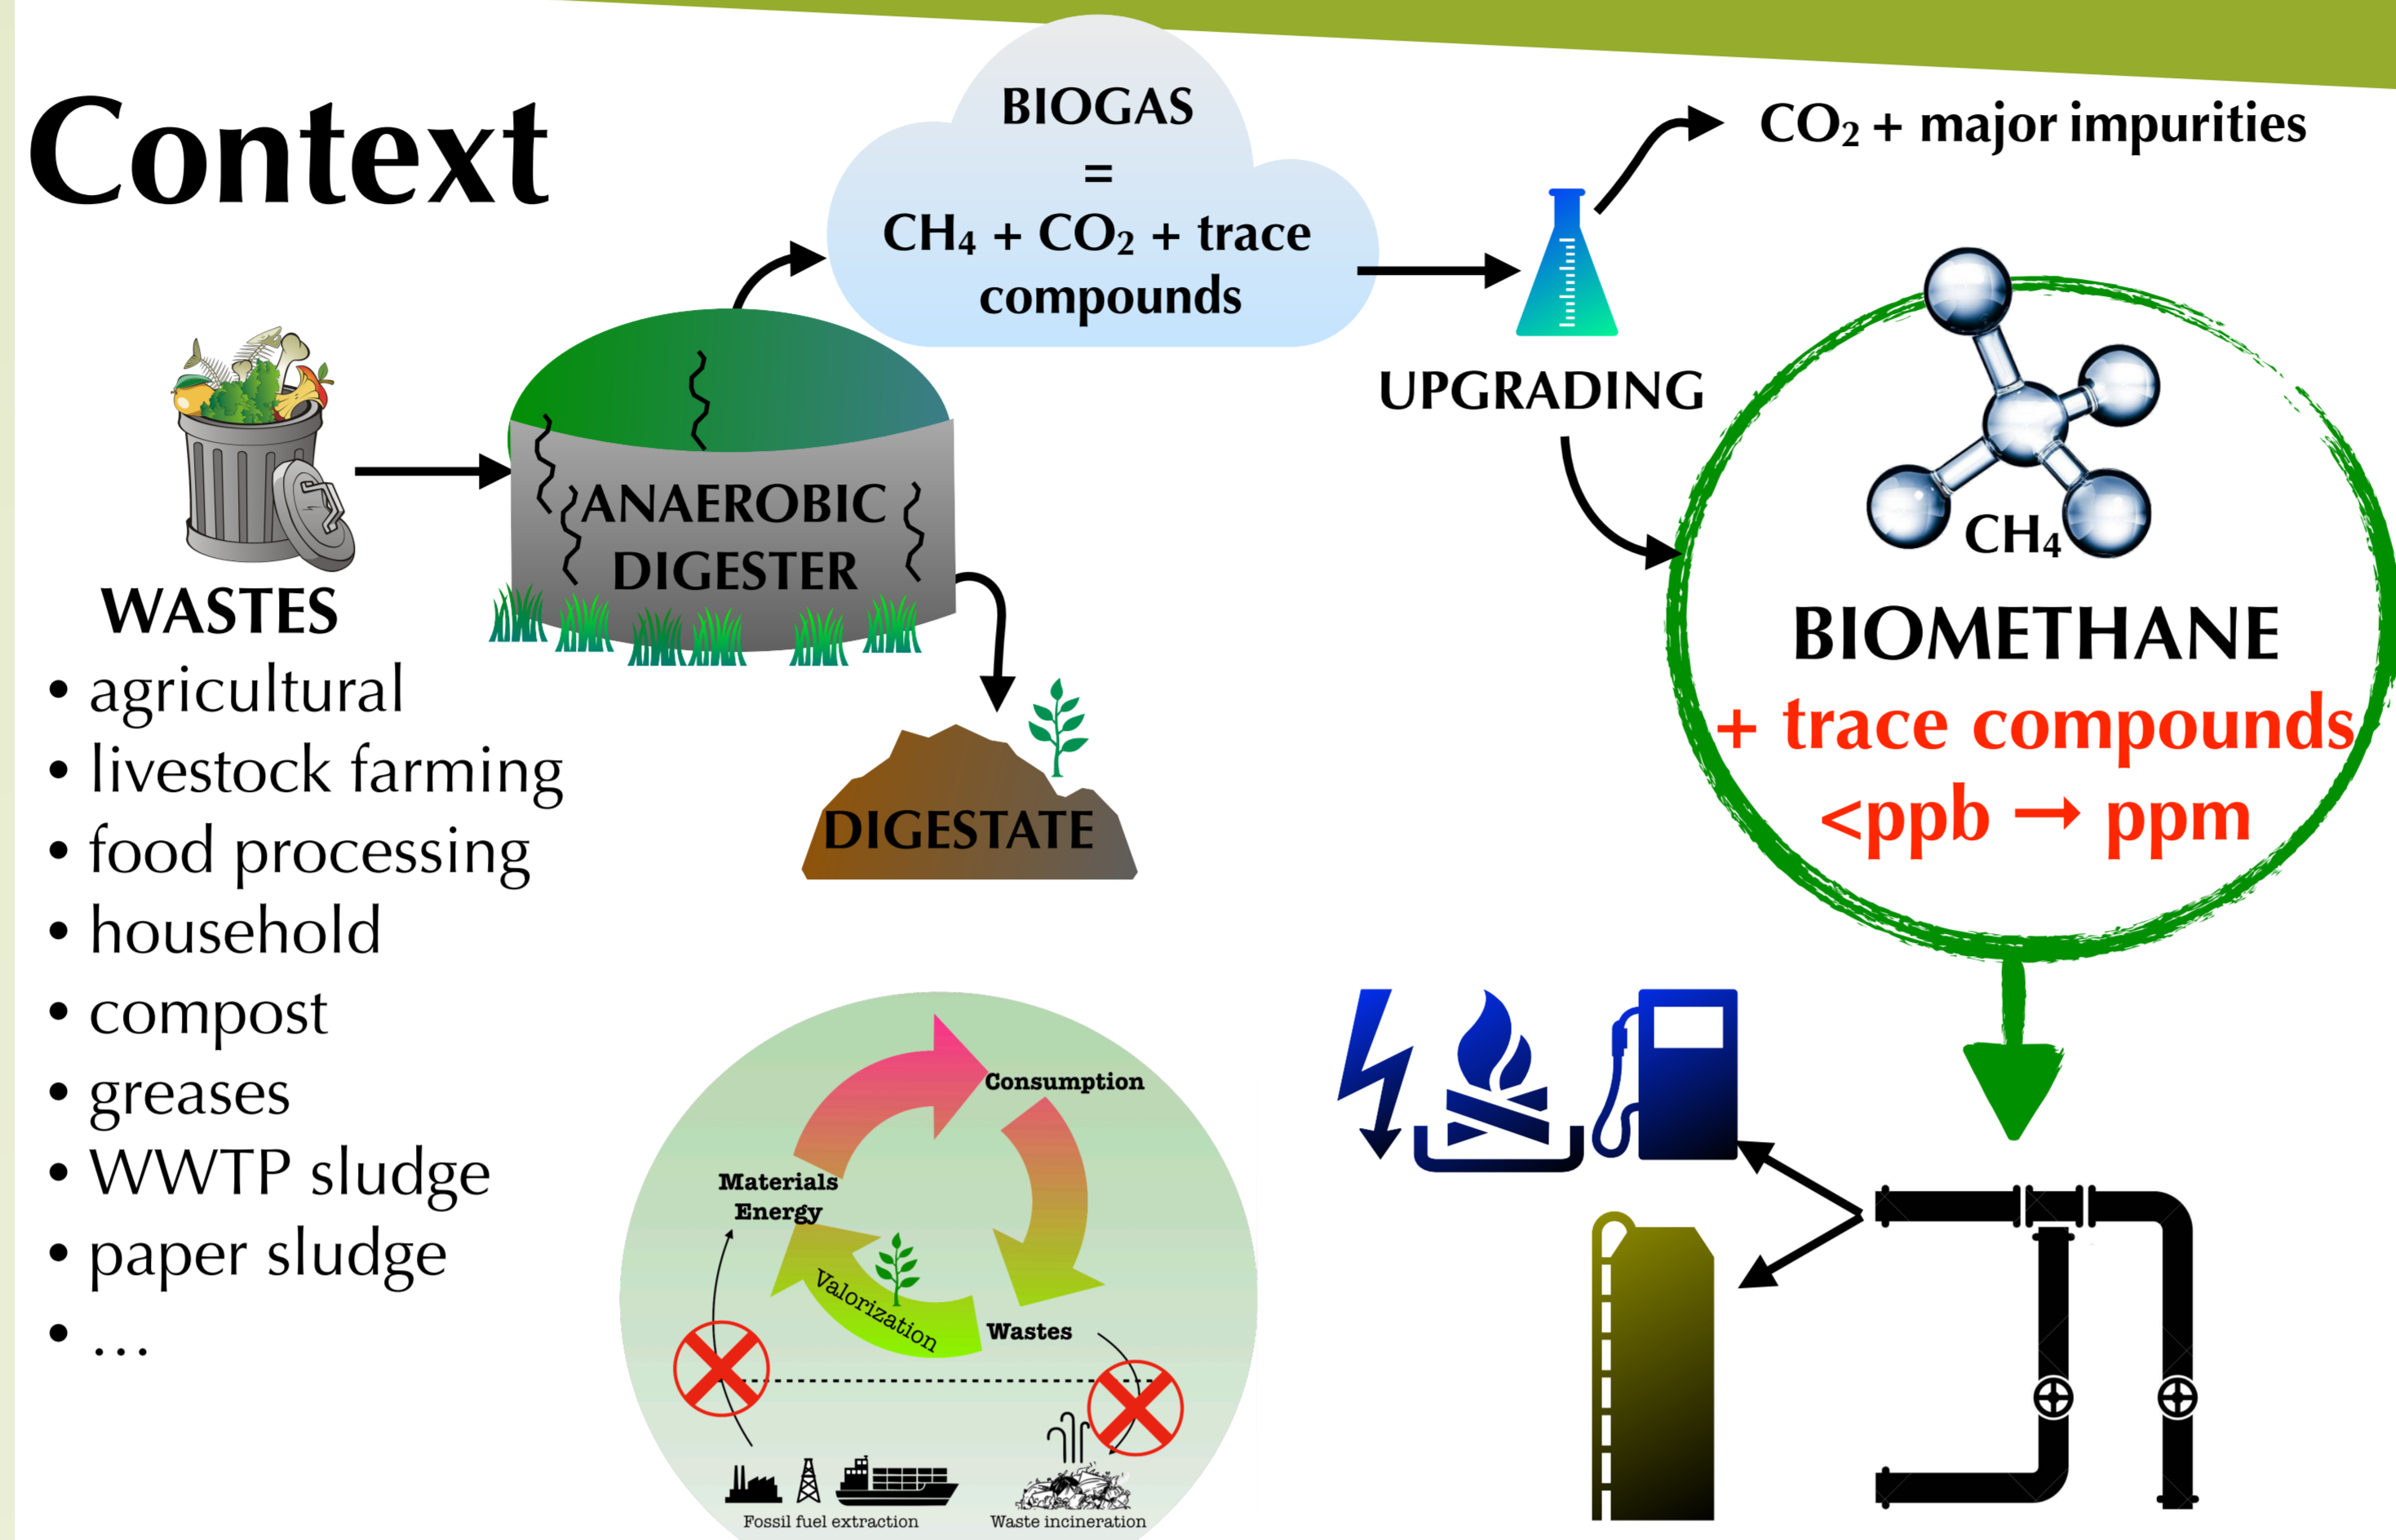 Context
BIOGAS
=
CH₄ + CO₂ + trace
compounds
CO₂ + major impurities
UPGRADING
ANAEROBIC
DIGESTER
WASTES
• agricultural
• livestock farming
• food processing
• household
• compost
• greases
• WWTP sludge
• paper sludge
• …
DIGESTATE
CH₄
BIOMETHANE
+ trace compounds
<ppb → ppm
Consumption
Materials
Energy
Valorization
Wastes
Fossil fuel extraction
Waste incineration